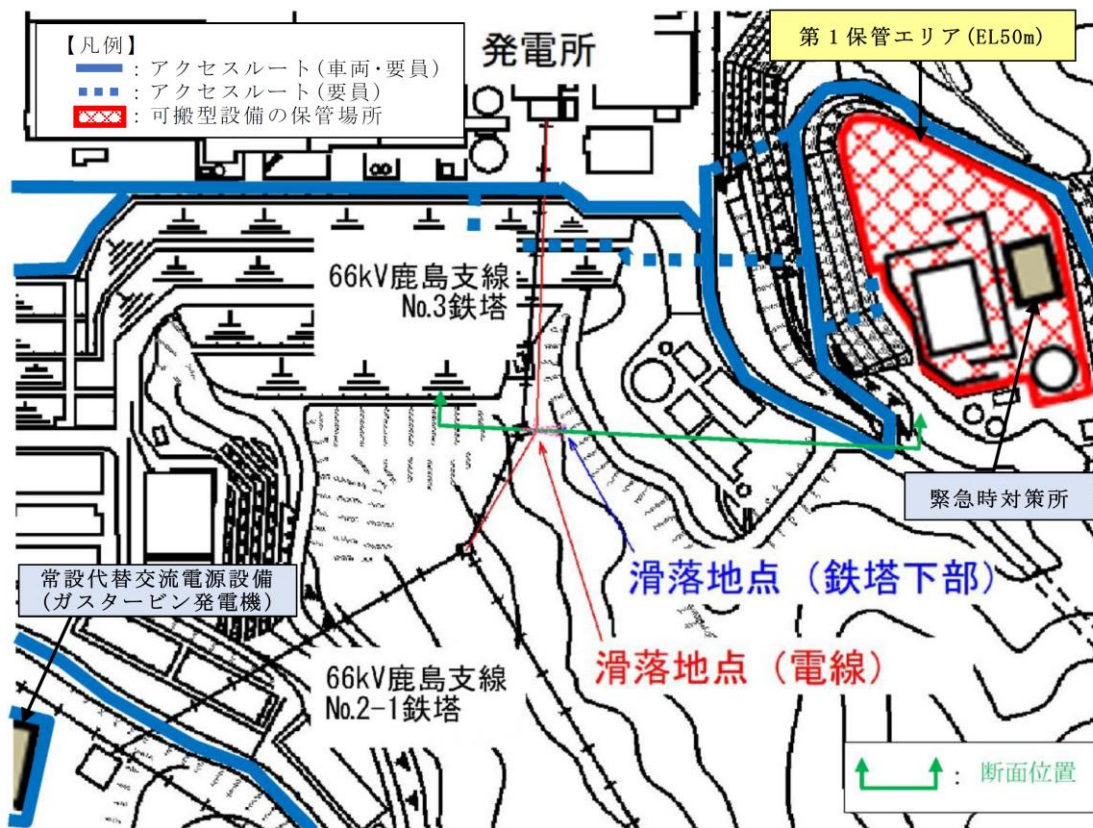 【凡例】
：アクセスルート(車両・要員)
：アクセスルート(要員)
：可搬型設備の保管場所
発電所
第１保管エリア(EL50m)
66kV鹿島支線
No.3鉄塔
緊急時対策所
滑落地点（鉄塔下部）
常設代替交流電源設備
(ガスタービン発電機)
滑落地点（電線）
66kV鹿島支線
No.2-1鉄塔
：断面位置